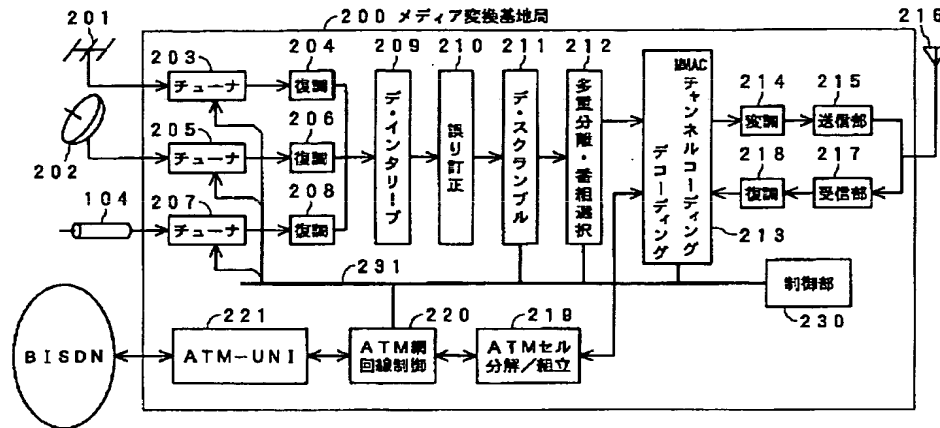 200 メディア変換基地局
201
216
203
204
209
210
211
212
チューナ
復調
デ・インタリーブ
誤り訂正
デ・スクランブル
多重分離・番組選択
MMAC
チャンネルコーディング
デコーディング
214
215
変調
送信部
202
205
206
チューナ
復調
218
217
復調
受信部
104
207
208
チューナ
復調
213
231
制御部
230
221
220
219
BISDN
ATM-UNI
ATM網
回線制御
ATMセル
分解/組立